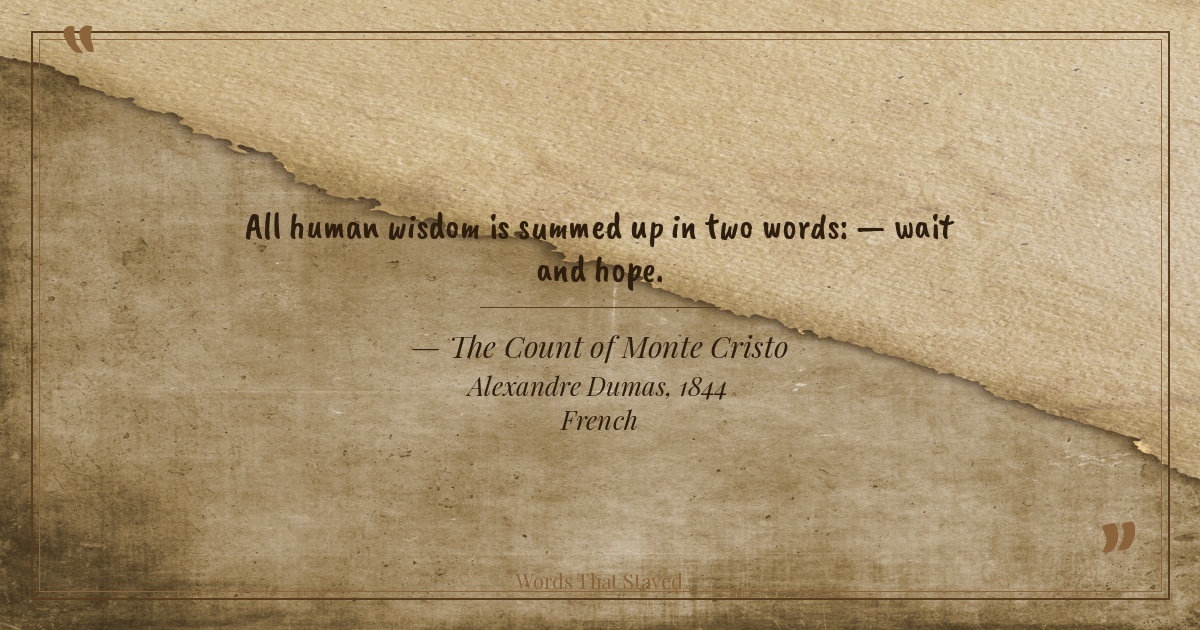 “
All human wisdom is summed up in two words: — wait
and hope.
— The Count of Monte Cristo
Alexandre Dumas, 1844
French
”
Words That Stayed